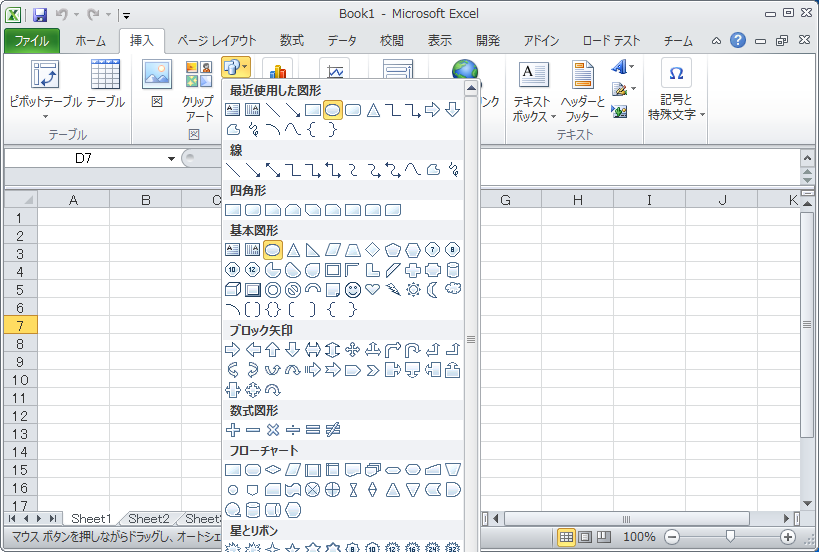 Book1 - Microsoft Excel
ファイル ホーム 挿入 ページ レイアウト 数式 データ 校閲 表示 開発 アドイン ロード テスト チーム
ピボットテーブル テーブル 図 クリップ アート
テーブル
ンク
テキスト ボックス ヘッダーと フッター
テキスト
記号と 特殊文字
D7
最近使用した図形
線
四角形
基本図形
ブロック矢印
数式図形
フローチャート
星とリボン
A B C G H I J K
1
2
3
4
5
6
7
8
9
10
11
12
13
14
15
16
17
Sheet1 Sheet2 Sheet3
マウス ボタンを押しながらドラッグし、オートシェ
100%